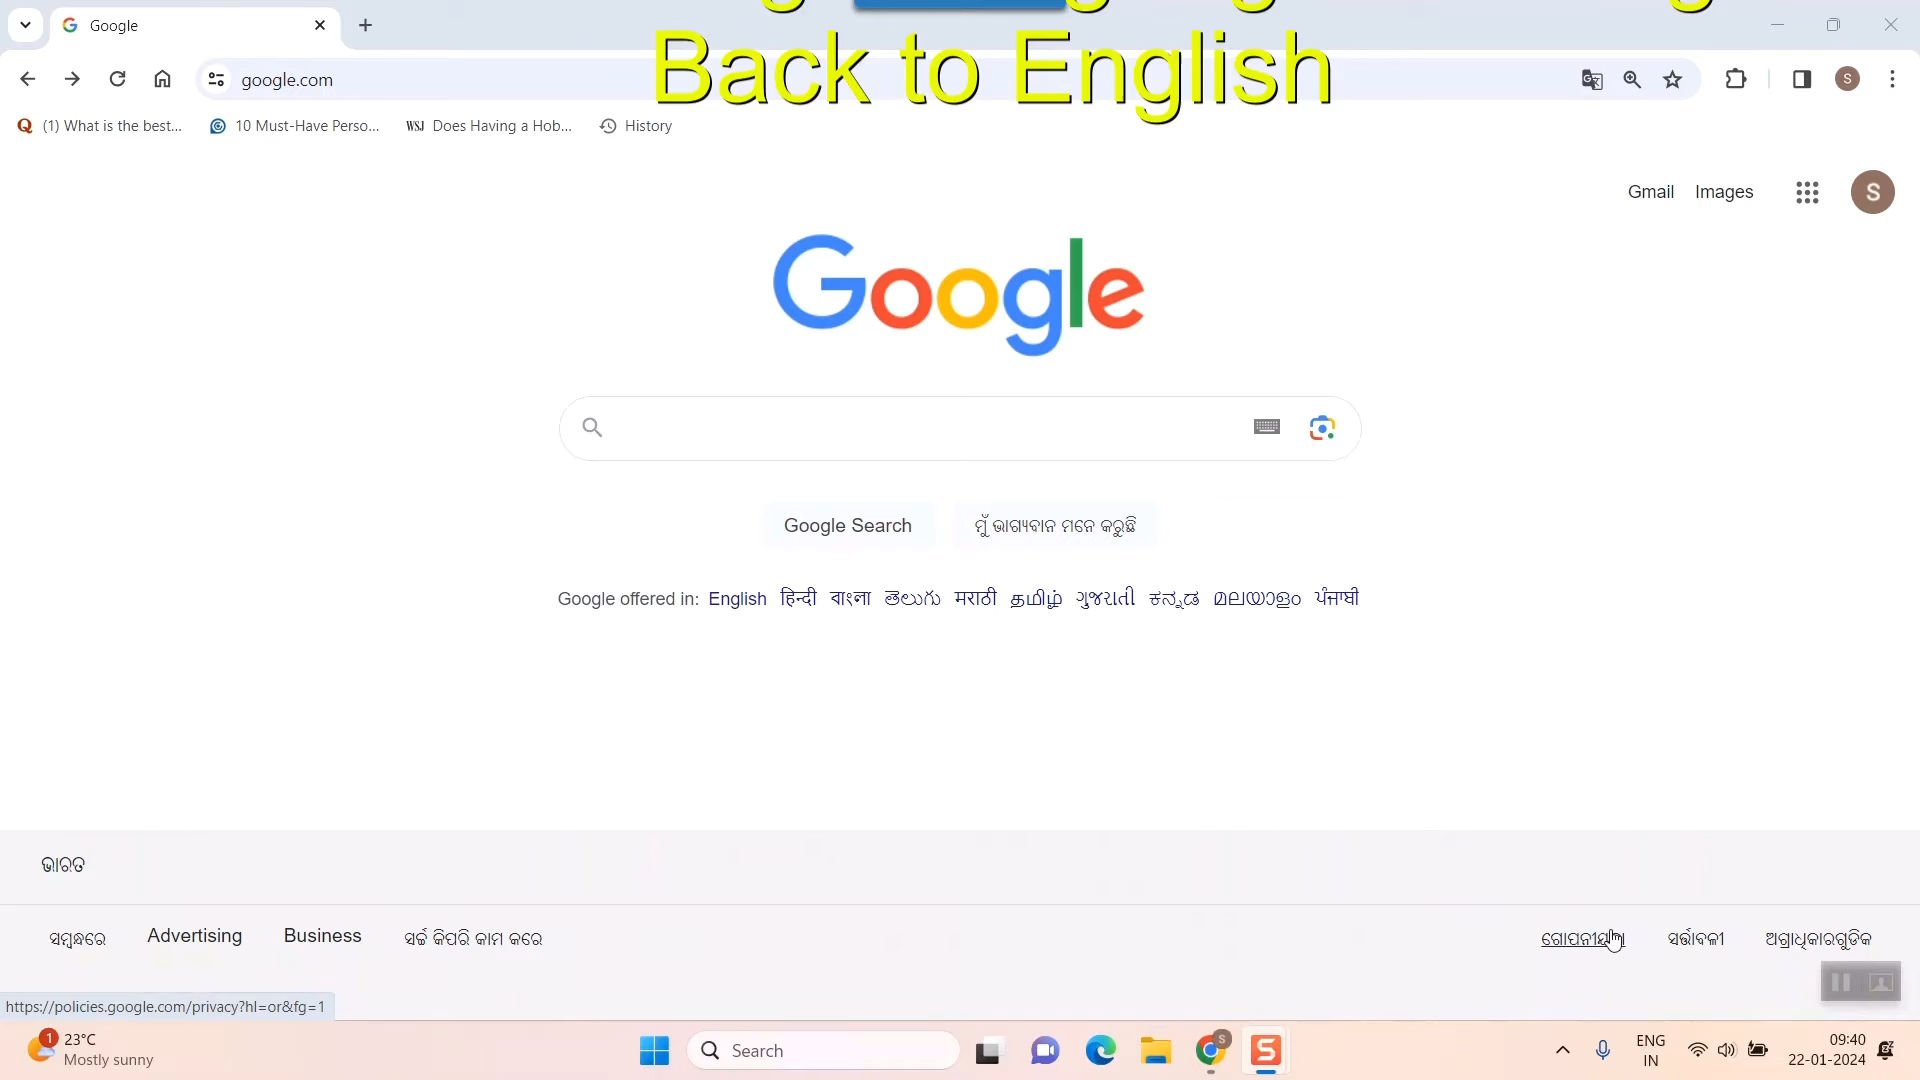 Google
Back to English
google.com
(1) What is the best...
10 Must-Have Perso...
WSJ Does Having a Hob...
History
S
Gmail Images
S
Google
Google Search ମୁଁ ଭାଗ୍ୟବାନ ମନେ କରୁଛି
Google offered in: English हिन्दी বাংলা తెలుగు मराठी தமிழ் ગુજરાતી ಕನ್ನಡ മലയാളം ਪੰਜਾਬੀ
ଭାରତ
ସମ୍ବନ୍ଧରେ Advertising Business ସର୍ଚ୍ଚ କିପରି କାମ କରେ
ସର୍ତ୍ତାବଳୀ ଅଗ୍ରାଧିକାରଗୁଡିକ
https://policies.google.com/privacy?hl=or&fg=1
1 23°C
Mostly sunny
Search
S
S
ENG
IN
09:40
22-01-2024